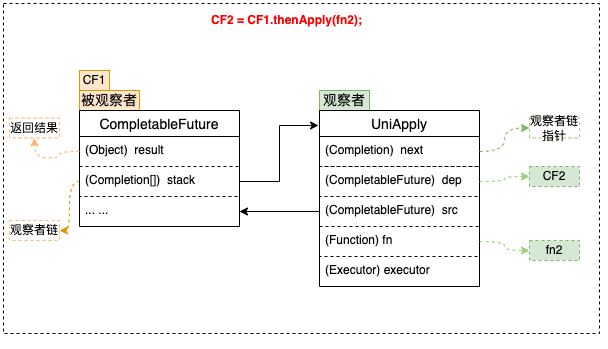 CF2 = CF1.thenApply(fn2);
CF1
被观察者
CompletableFuture
(Object) result
(Completion[]) stack
... ...
返回结果
观察者链
观察者
UniApply
(Completion) next
(CompletableFuture) dep
(CompletableFuture) src
(Function) fn
(Executor) executor
观察者链
指针
CF2
fn2